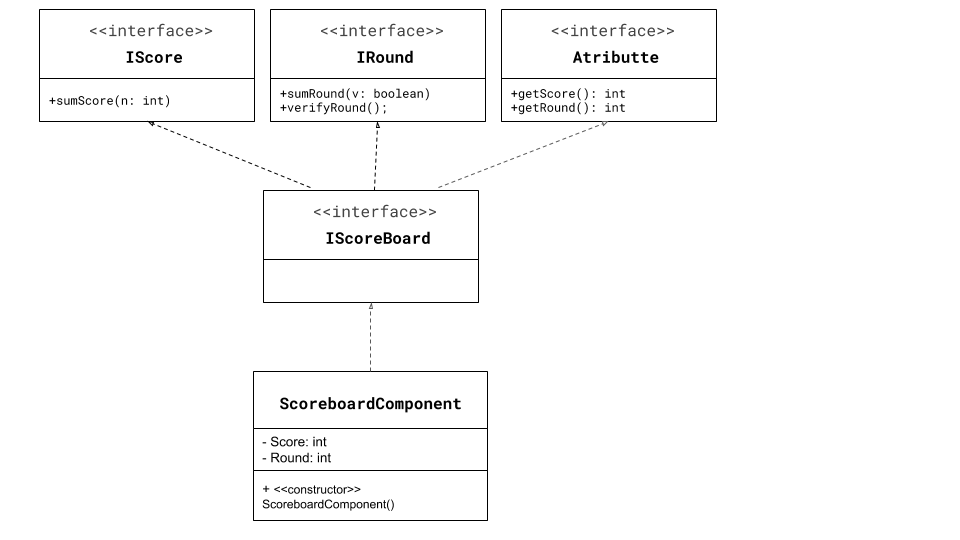 <<interface>>
IScore
+sumScore(n: int)
<<interface>>
IRound
+sumRound(v: boolean)
+verifyRound();
<<interface>>
Atributte
+getScore(): int
+getRound(): int
<<interface>>
IScoreBoard
ScoreboardComponent
- Score: int
- Round: int
+ <<constructor>>
ScoreboardComponent()